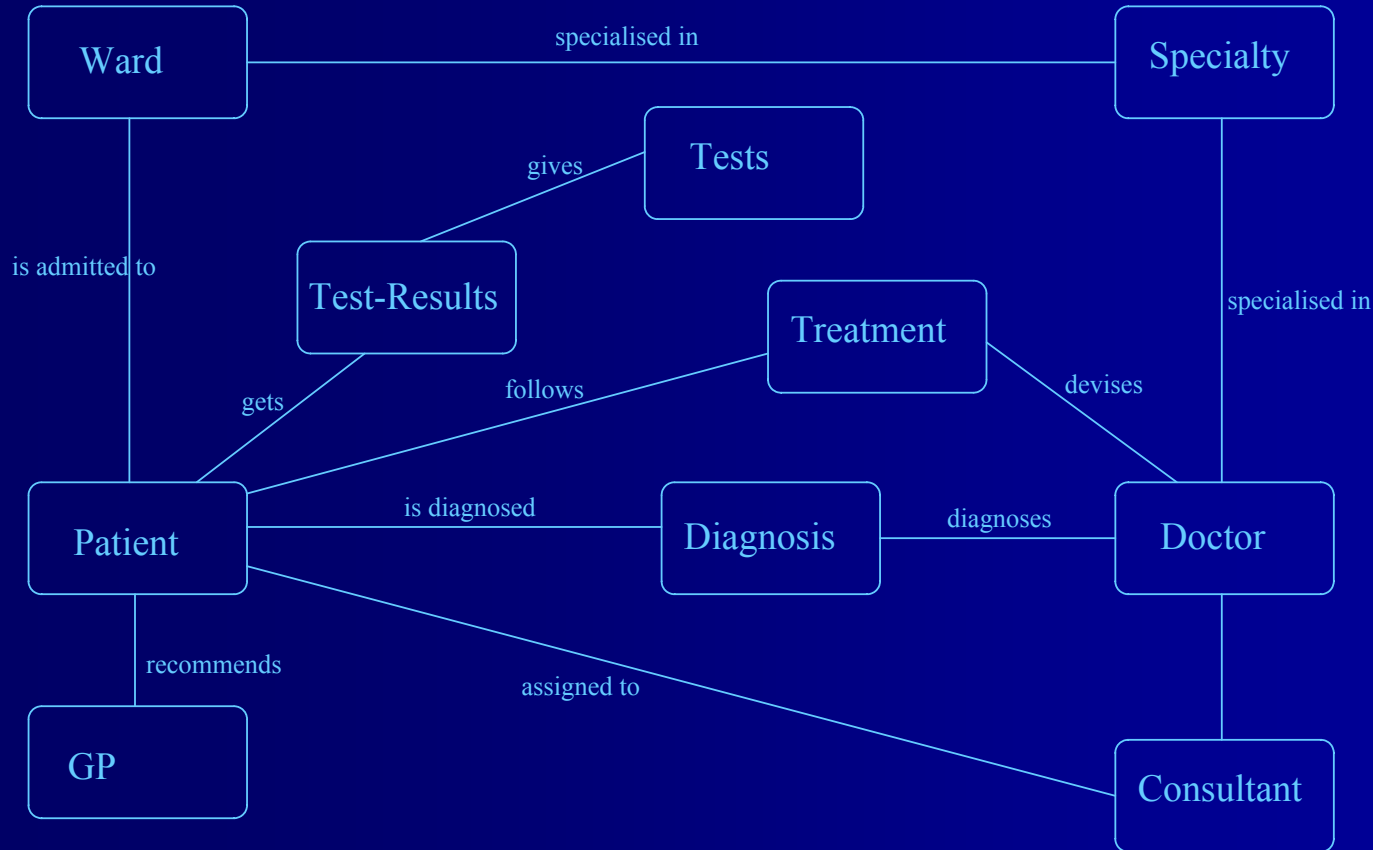 Ward
specialised in
Specialty
Tests
gives
is admitted to
Test-Results
specialised in
Treatment
follows
devises
gets
is diagnosed
diagnoses
Patient
Diagnosis
Doctor
recommends
assigned to
GP
Consultant